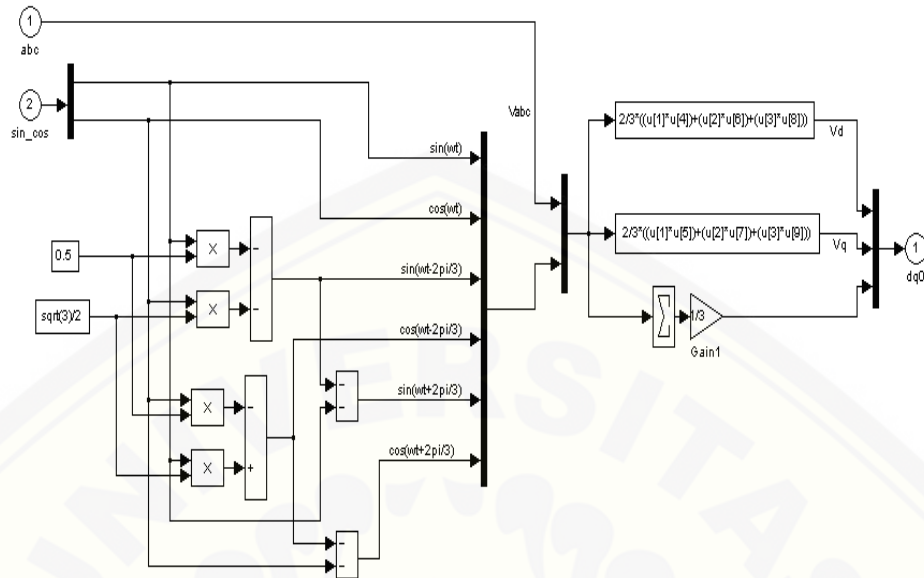 1
abc
2
sin_cos
0.5
sqrt(3)/2
X
X
X
X
-
-
-
+
-
-
-
-
sin(wt)
cos(wt)
sin(wt-2pi/3)
cos(wt-2pi/3)
sin(wt+2pi/3)
cos(wt+2pi/3)
Vabc
2/3*((u[1]*u[4])+(u[2]*u[6])+(u[3]*u[8]))
Vd
2/3*((u[1]*u[5])+(u[2]*u[7])+(u[3]*u[9]))
Vq
Σ
1/3
Gain1
1
dq0
UNIVERSITAS